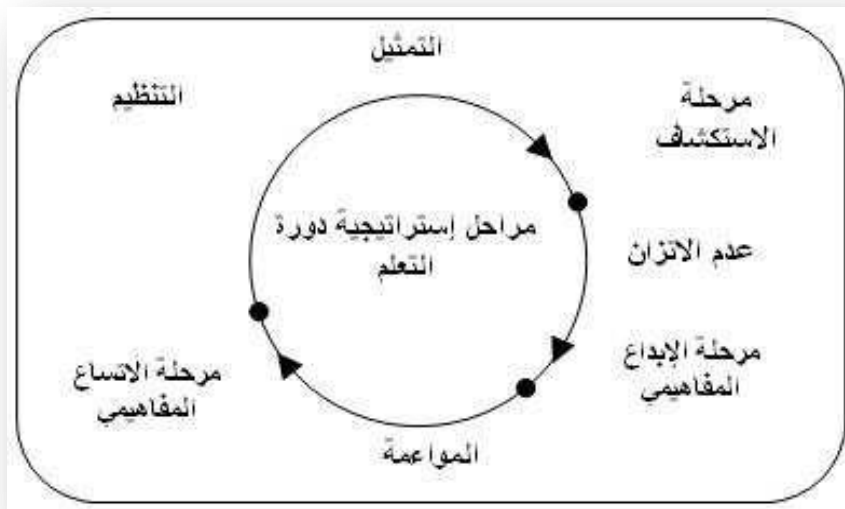 التمثيل
مرحلة
الاستكشاف
التنظيم
مراحل إستراتيجية دورة
التعلم
عدم الاتزان
مرحلة الإبداع
المفاهيمي
مرحلة الاتساع
المفاهيمي
المواءمة